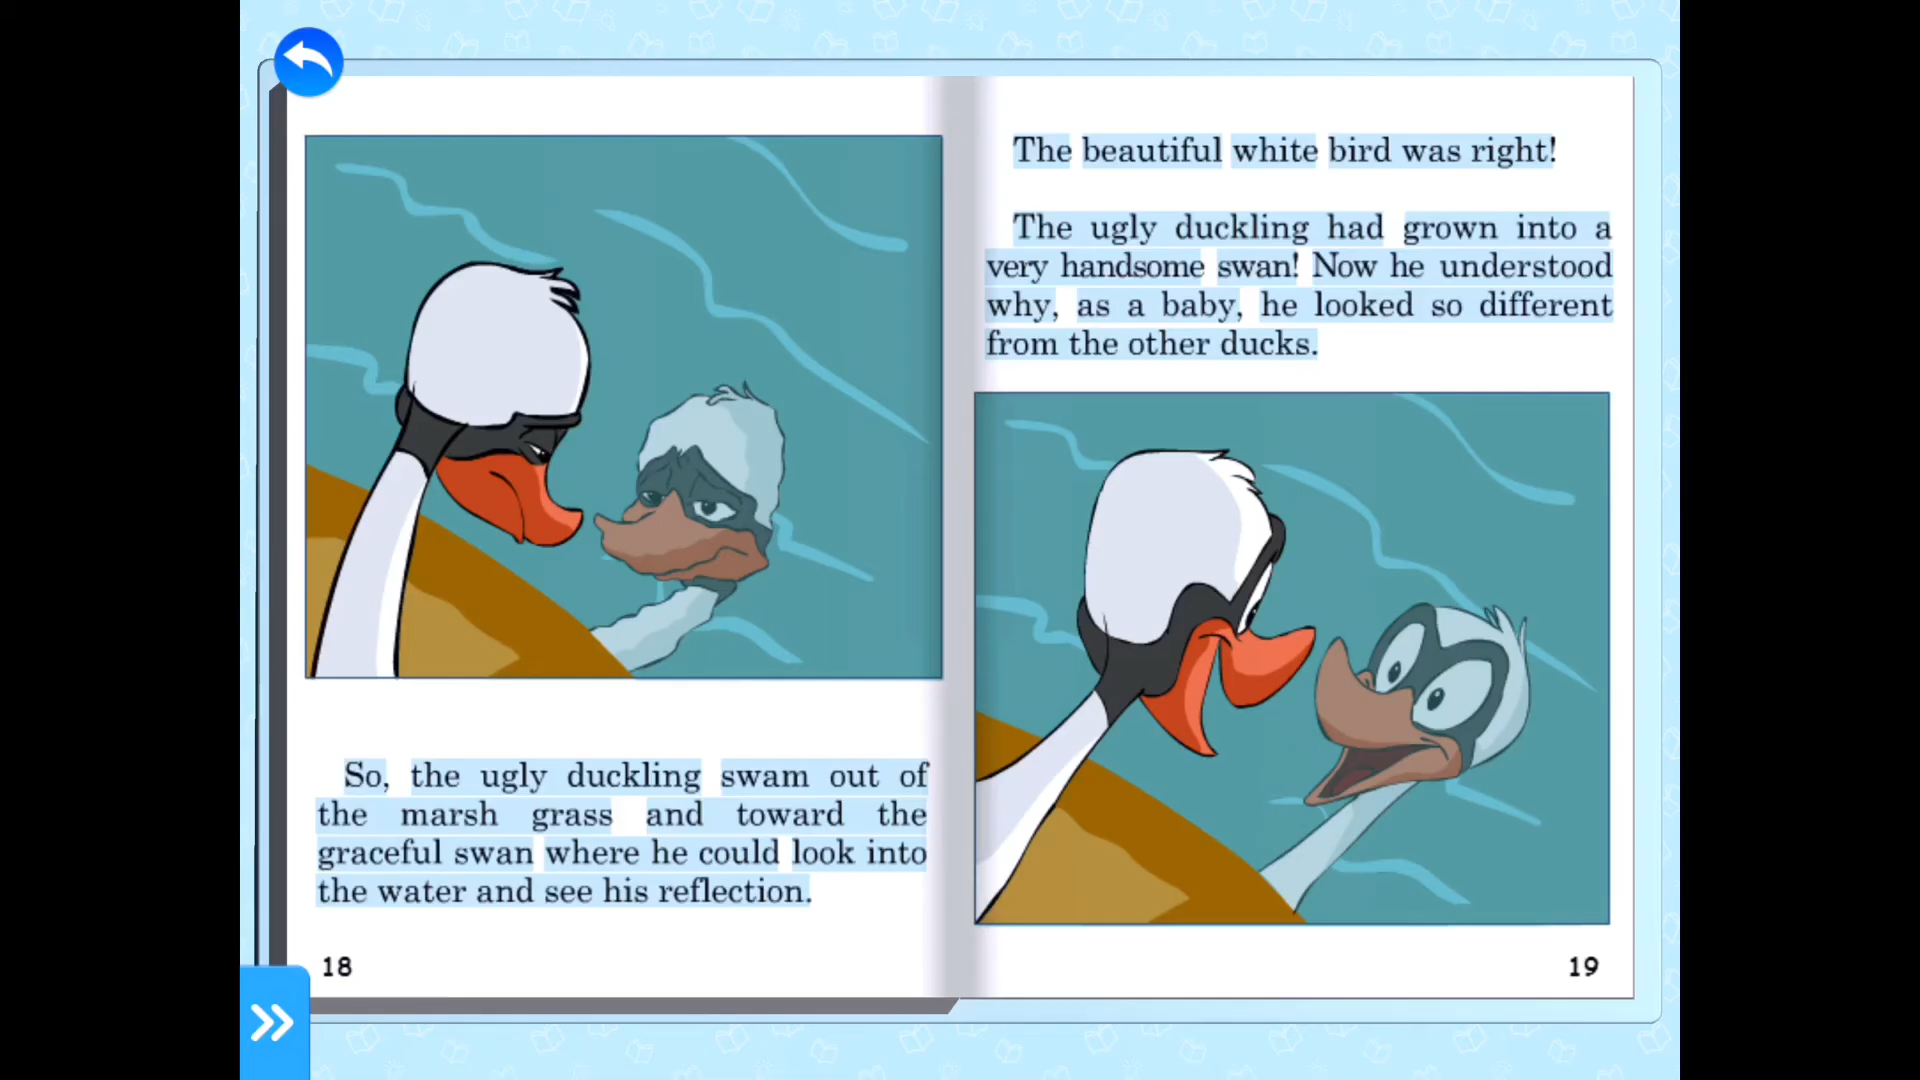 So, the ugly duckling swam out of
the marsh grass and toward the
graceful swan where he could look into
the water and see his reflection.
18
The beautiful white bird was right!
The ugly duckling had grown into a
very handsome swan! Now he understood
why, as a baby, he looked so different
from the other ducks.
19